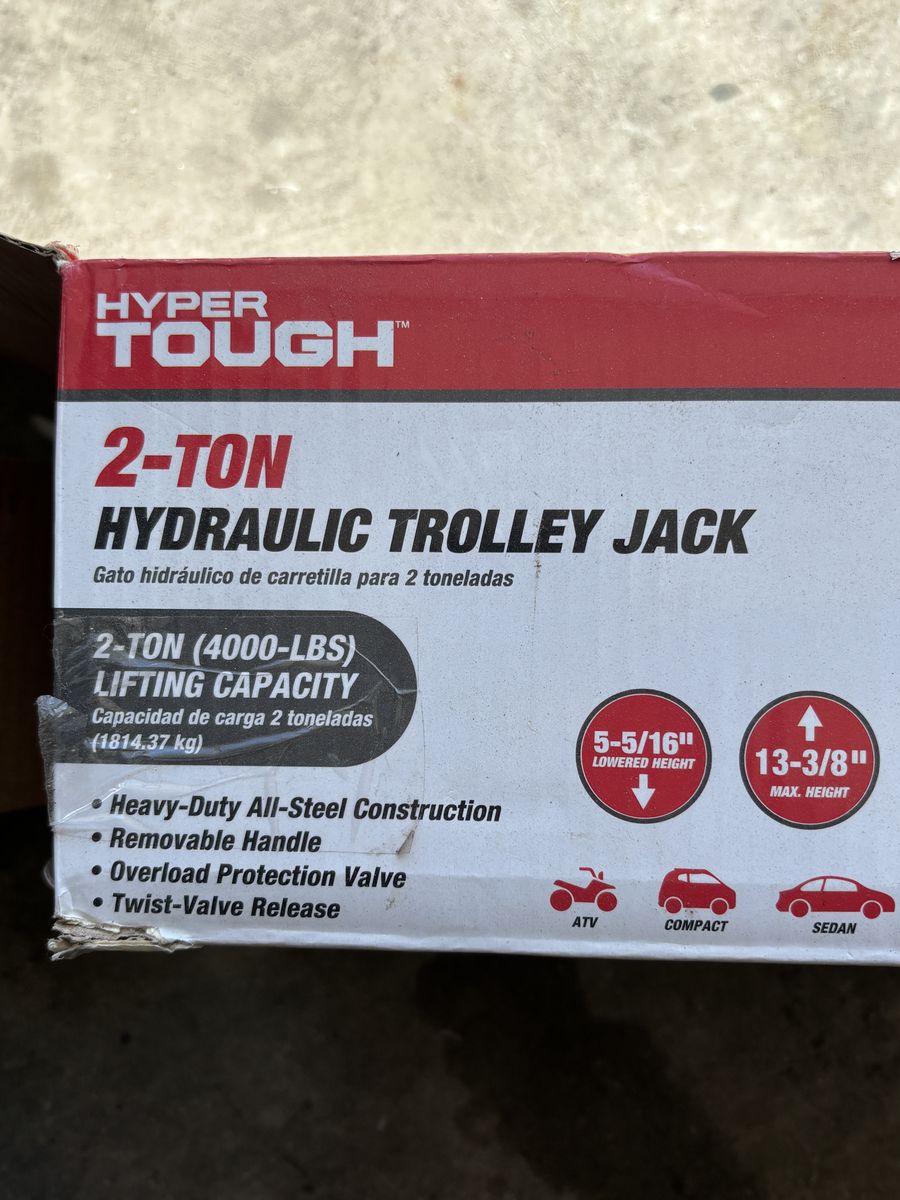 HYPER
TOUGH™
2-TON
HYDRAULIC TROLLEY JACK
Gato hidráulico de carretilla para 2 toneladas
2-TON (4000-LBS)
LIFTING CAPACITY
Capacidad de carga 2 toneladas
(1814.37 kg)
5-5/16"
LOWERED HEIGHT
13-3/8"
MAX. HEIGHT
• Heavy-Duty All-Steel Construction
• Removable Handle
• Overload Protection Valve
• Twist-Valve Release
ATV
COMPACT
SEDAN